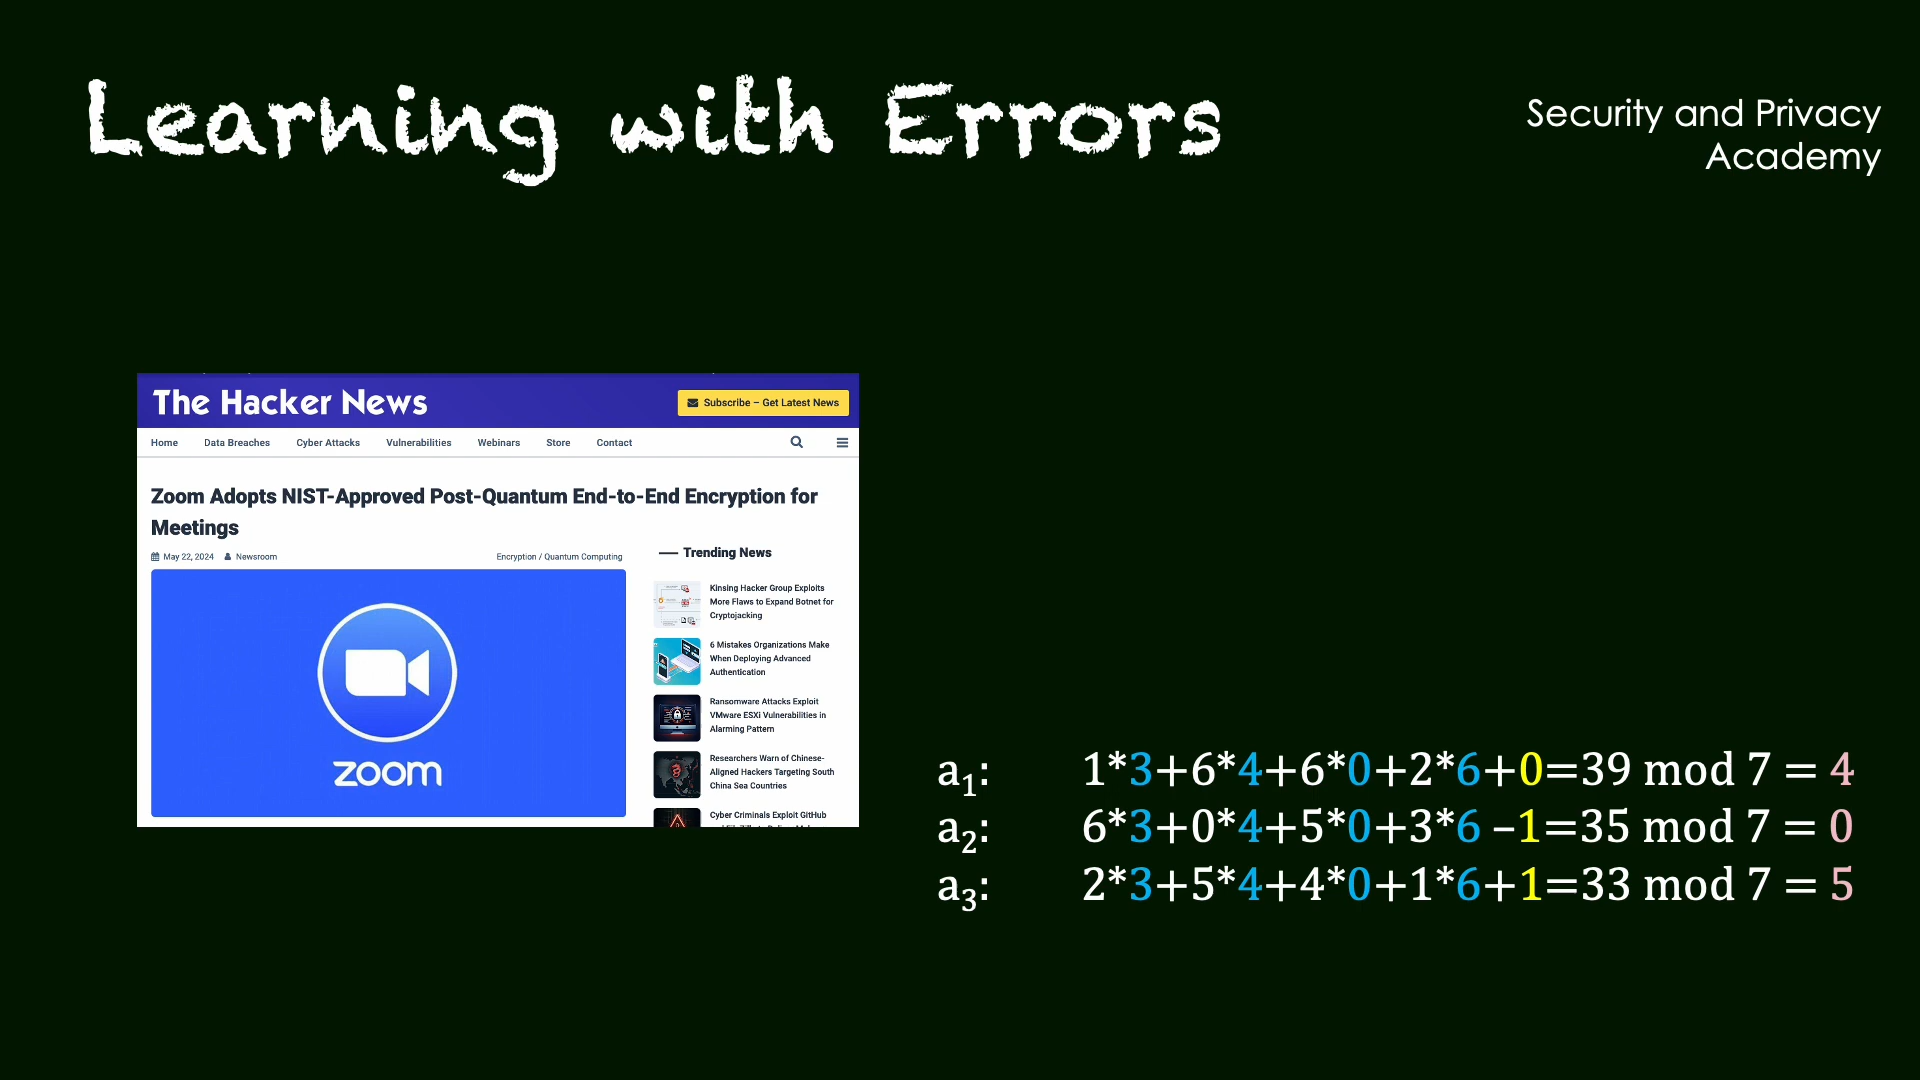 Learning with Errors
Security and Privacy
Academy
The Hacker News
Subscribe – Get Latest News
Home Data Breaches Cyber Attacks Vulnerabilities Webinars Store Contact
Zoom Adopts NIST-Approved Post-Quantum End-to-End Encryption for
Meetings
May 22, 2024 Newsroom Encryption / Quantum Computing
zoom
Trending News
Kinsing Hacker Group Exploits
More Flaws to Expand Botnet for
Cryptojacking
6 Mistakes Organizations Make
When Deploying Advanced
Authentication
Ransomware Attacks Exploit
VMware ESXi Vulnerabilities in
Alarming Pattern
Researchers Warn of Chinese-
Aligned Hackers Targeting South
China Sea Countries
Cyber Criminals Exploit GitHub
a₁: 1*3+6*4+6*0+2*6+0=39 mod 7 = 4
a₂: 6*3+0*4+5*0+3*6 –1=35 mod 7 = 0
a₃: 2*3+5*4+4*0+1*6+1=33 mod 7 = 5